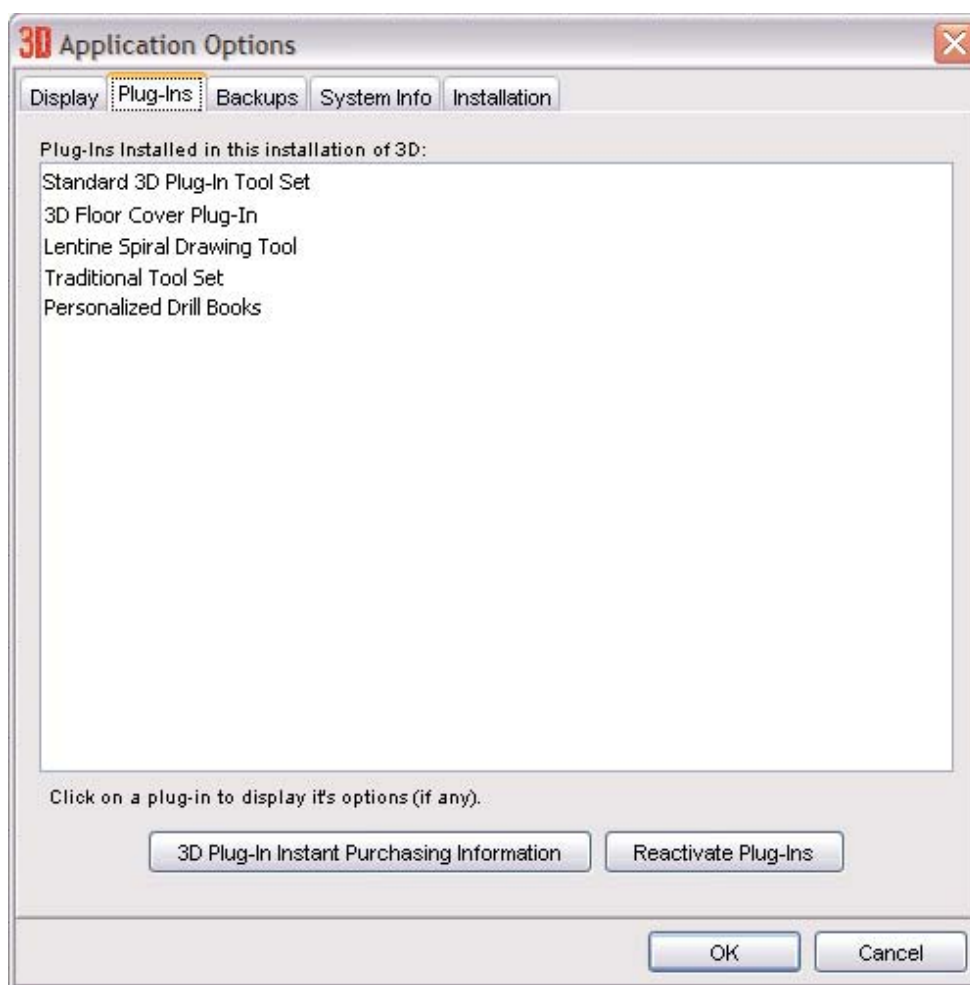 3D Application Options
Display Plug-Ins Backups System Info Installation
Plug-Ins Installed in this installation of 3D:
Standard 3D Plug-In Tool Set
3D Floor Cover Plug-In
Lentine Spiral Drawing Tool
Traditional Tool Set
Personalized Drill Books
Click on a plug-in to display it's options (if any).
3D Plug-In Instant Purchasing Information Reactivate Plug-Ins
OK Cancel